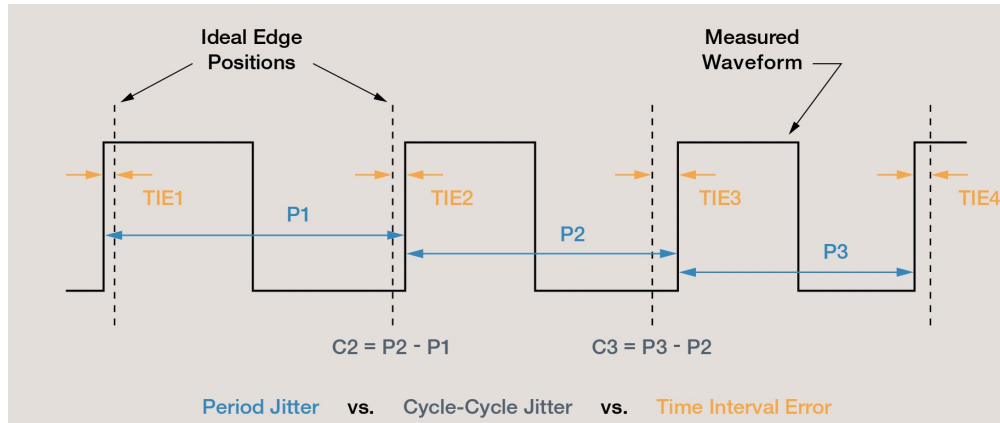 Ideal Edge
Positions
Measured
Waveform
TIE1
TIE2
TIE3
TIE4
P1
P2
P3
C2 = P2 - P1
C3 = P3 - P2
Period Jitter vs. Cycle-Cycle Jitter vs. Time Interval Error